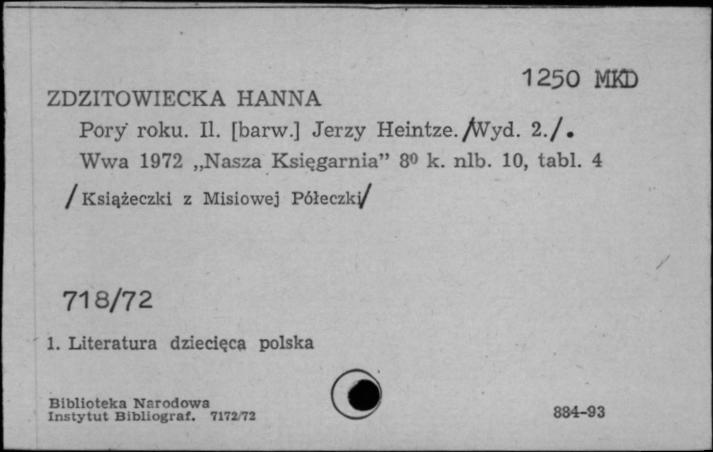 1250 MKD
ZDZITOWIECKA HANNA
Pory roku. Il. [barw.] Jerzy Heintze. /Wyd. 2./.
Wwa 1972 „Nasza Księgarnia” 8⁰ k. nlb. 10, tabl. 4
/Książeczki z Misiowej Półeczki/
718/72
1. Literatura dziecięca polska
Biblioteka Narodowa
Instytut Bibliograf. 7172/72
884-93